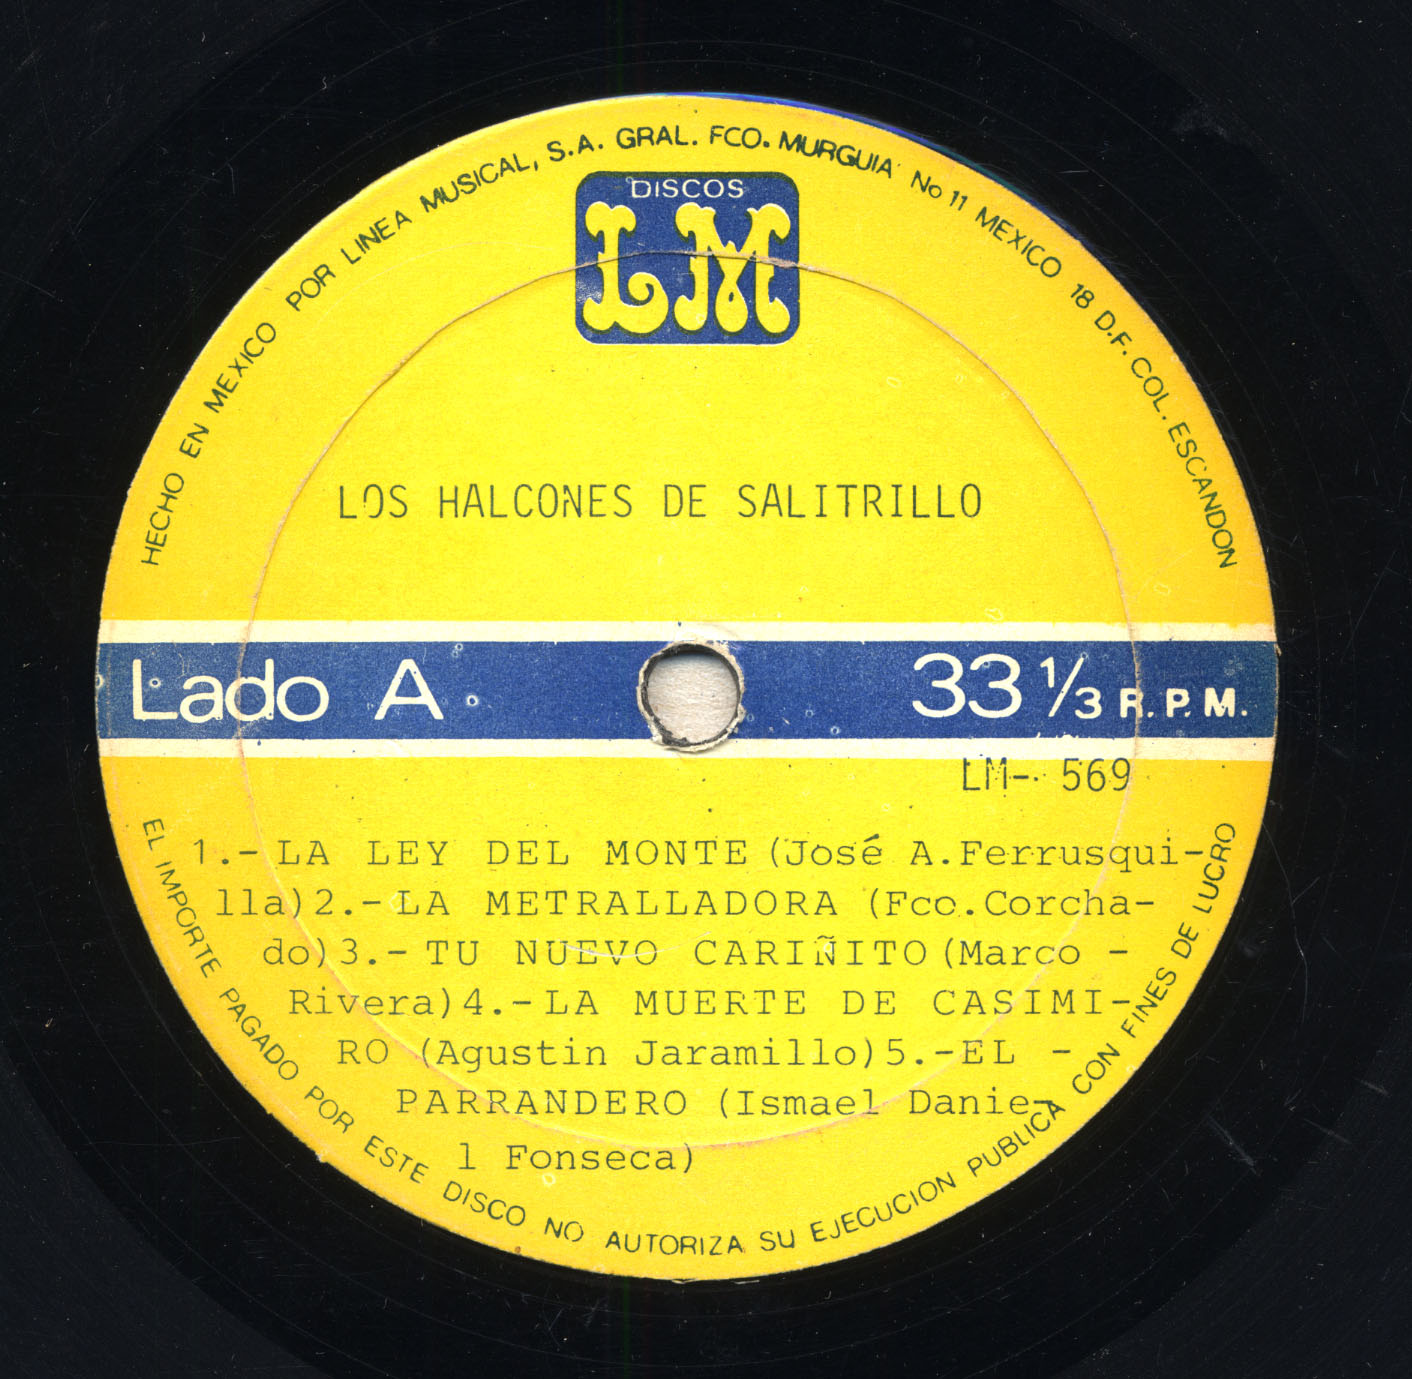 HECHO EN MEXICO POR LINEA MUSICAL, S.A. GRAL. FCO. MURGUIA No 11 MEXICO 18 D.F. COL. ESCANDON
DISCOS
LM
LOS HALCONES DE SALITRILLO
Lado A 33 1/3 R.P.M.
LM- 569
1.-LA LEY DEL MONTE (José A.Ferrusqui-
lla)2.-LA METRALLADORA (Fco.Corcha-
do)3.-TU NUEVO CARIÑITO(Marco -
Rivera)4.-LA MUERTE DE CASIMI-
RO (Agustin Jaramillo)5.-EL -
PARRANDERO (Ismael Danie-
l Fonseca)
EL IMPORTE PAGADO POR ESTE DISCO NO AUTORIZA SU EJECUCION PUBLICA CON FINES DE LUCRO